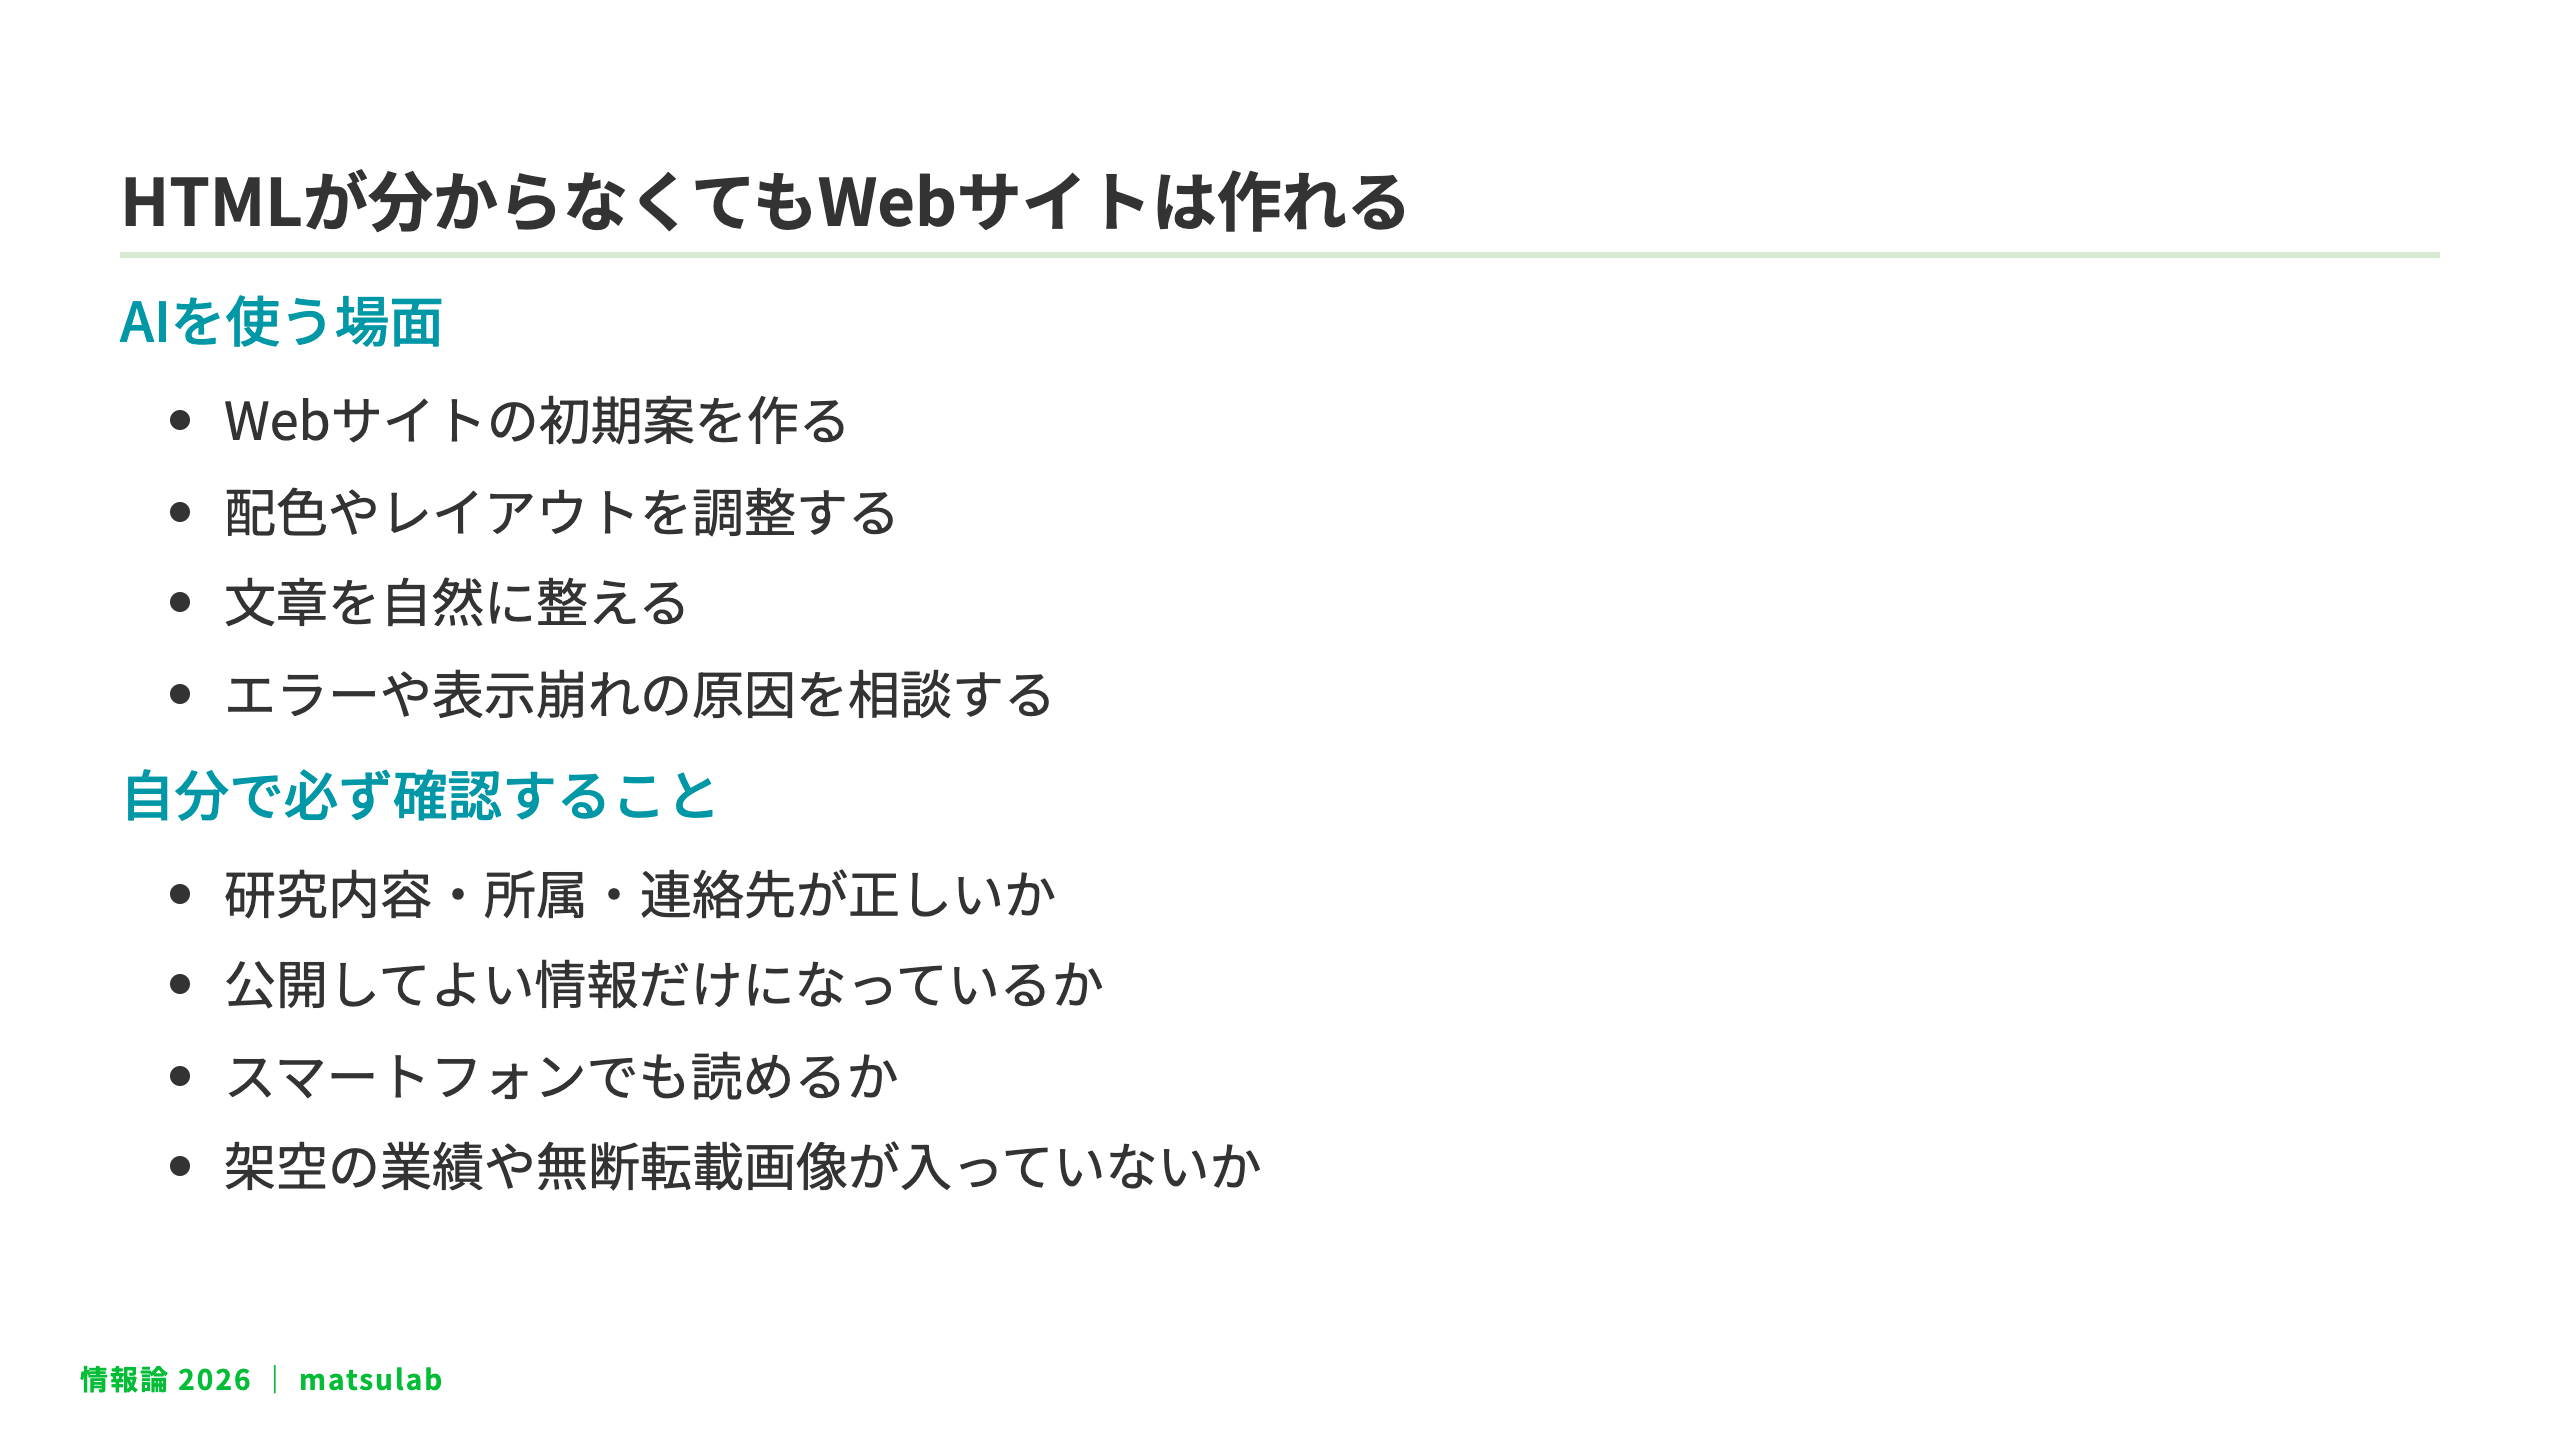 HTMLが分からなくてもWebサイトは作れる
AIを使う場面
• Webサイトの初期案を作る
• 配色やレイアウトを調整する
• 文章を自然に整える
• エラーや表示崩れの原因を相談する
自分で必ず確認すること
• 研究内容・所属・連絡先が正しいか
• 公開してよい情報だけになっているか
• スマートフォンでも読めるか
• 架空の業績や無断転載画像が入っていないか
情報論 2026 ｜ matsulab